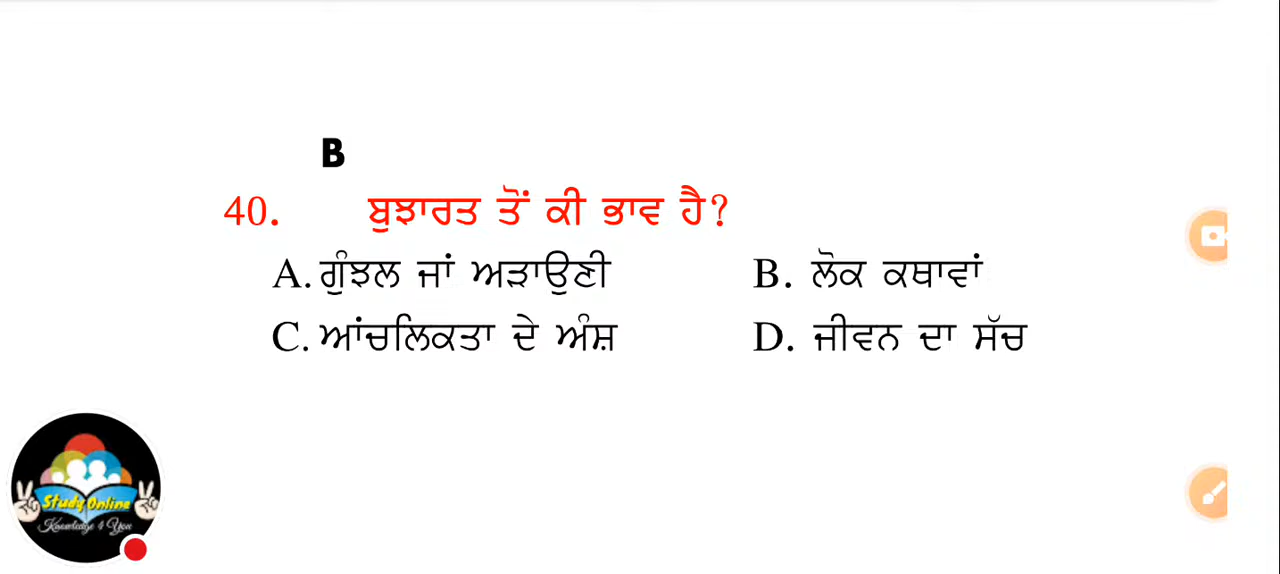 B
40. ਬੁਝਾਰਤ ਤੋਂ ਕੀ ਭਾਵ ਹੈ?
A. ਗੁੰਝਲ ਜਾਂ ਅੜਾਉਣੀ B. ਲੋਕ ਕਥਾਵਾਂ
C. ਆਂਚਲਿਕਤਾ ਦੇ ਅੰਸ਼ D. ਜੀਵਨ ਦਾ ਸੱਚ
Study Online
Knowledge 4 You